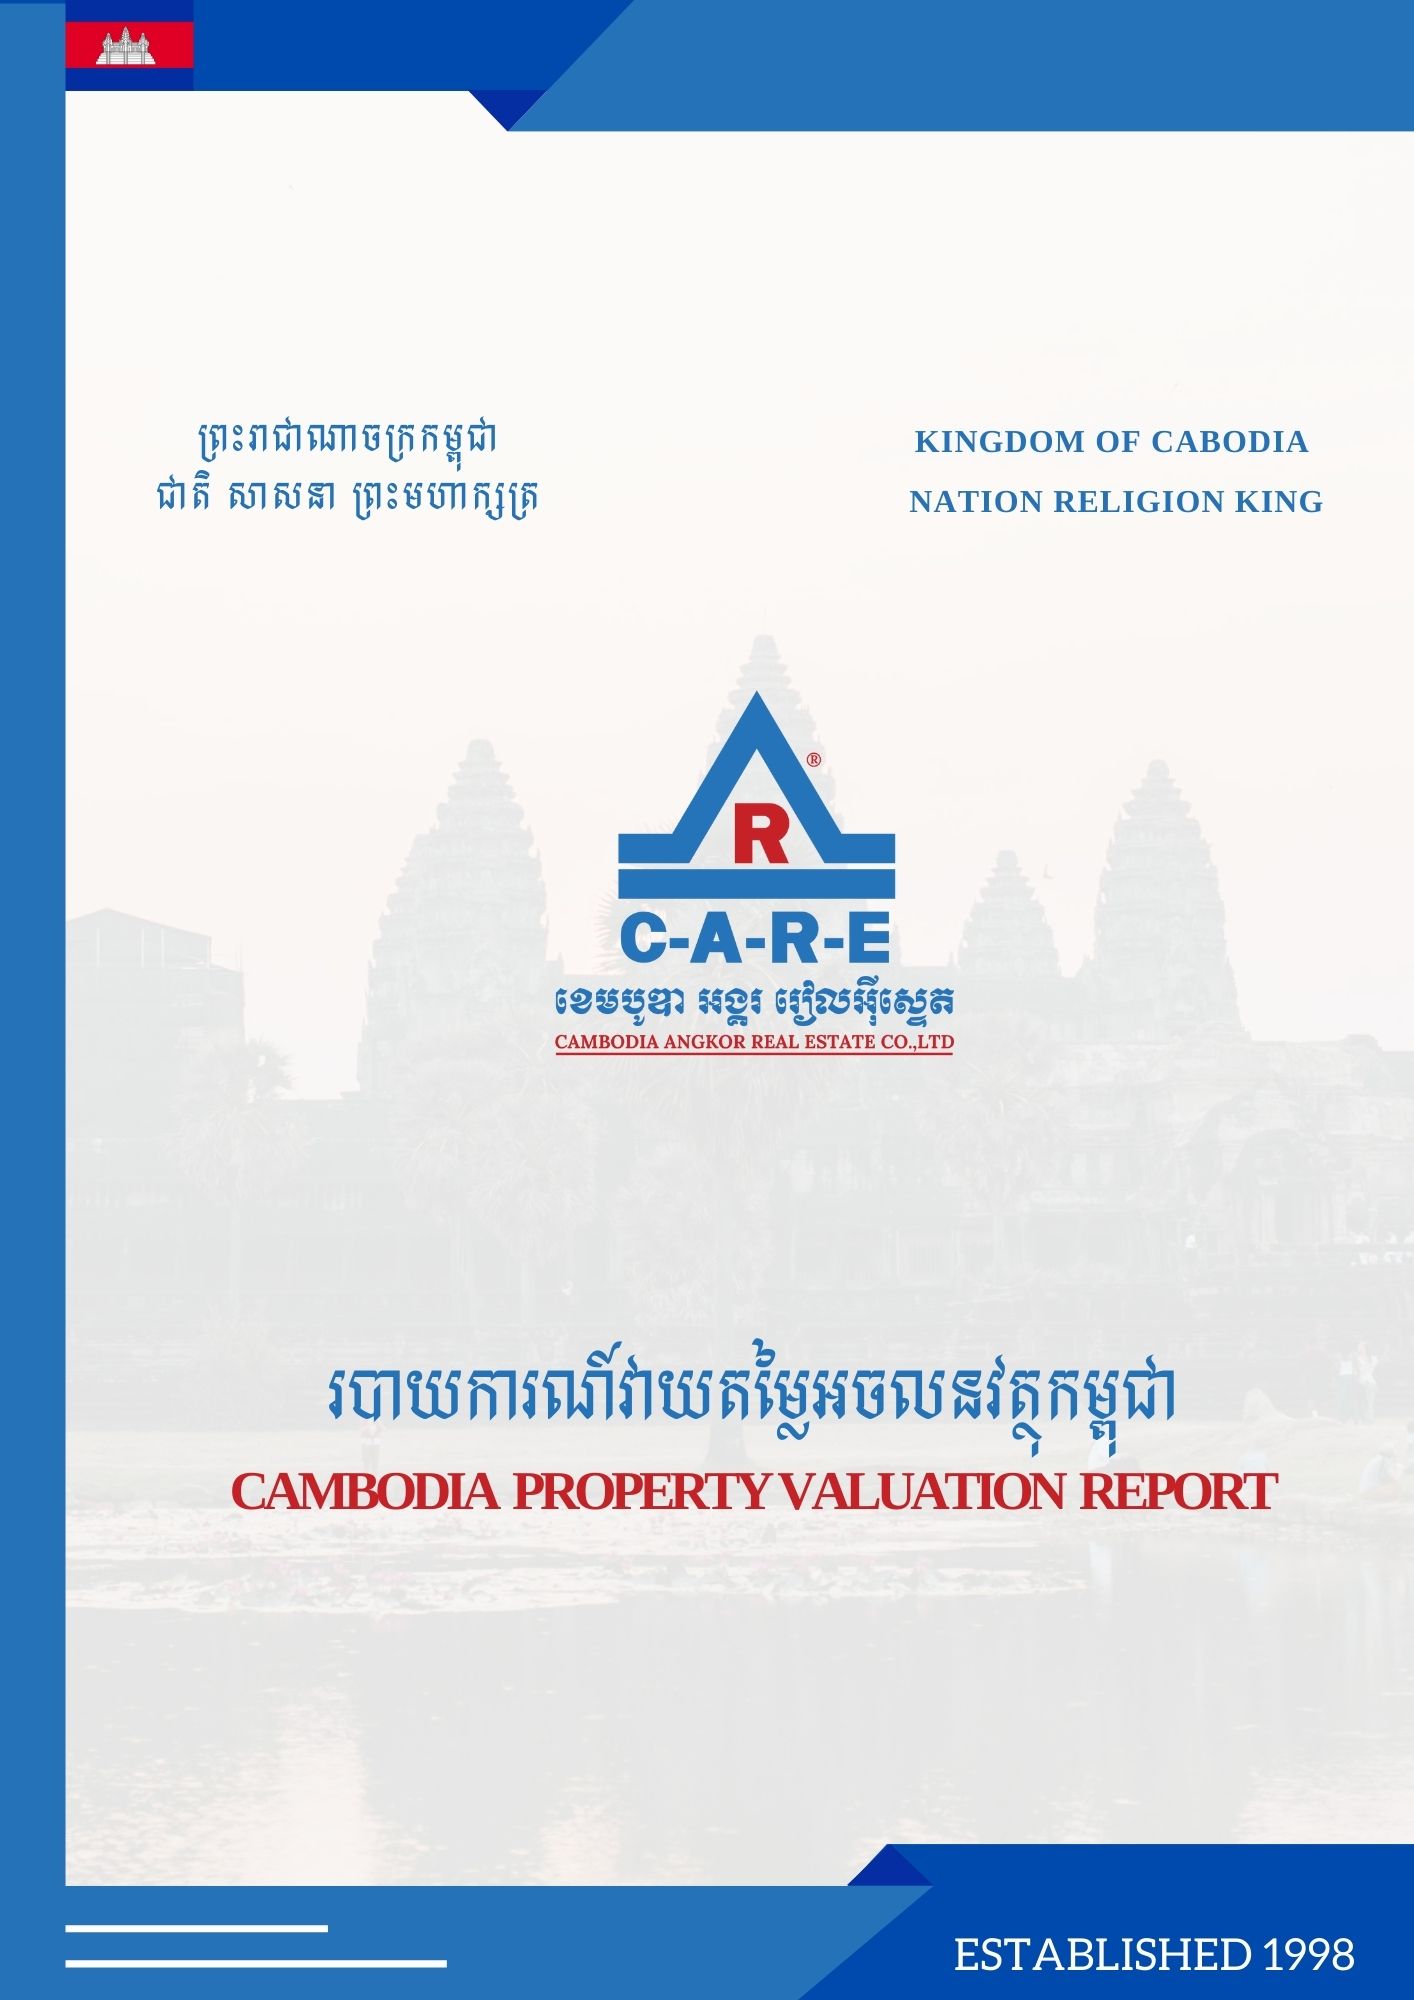 ព្រះរាជាណាចក្រកម្ពុជា
ជាតិ សាសនា ព្រះមហាក្សត្រ
KINGDOM OF CABODIA
NATION RELIGION KING
®
R
C-A-R-E
ខេមបូឌា អង្គរ រៀលអ៊ីស្ទេត
CAMBODIA ANGKOR REAL ESTATE CO.,LTD
របាយការណ៍វាយតម្លៃអចលនវត្ថុកម្ពុជា
CAMBODIA PROPERTY VALUATION REPORT
ESTABLISHED 1998